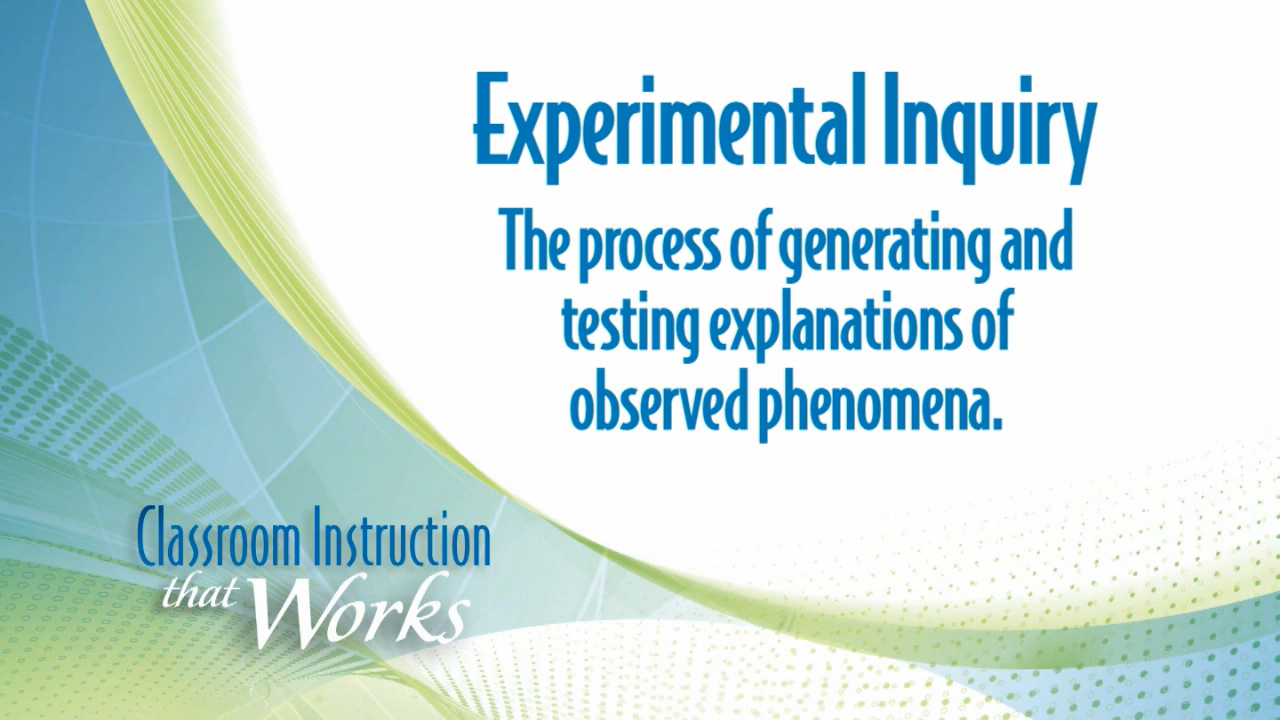 Experimental Inquiry
The process of generating and
testing explanations of
observed phenomena.
Classroom Instruction
that Works